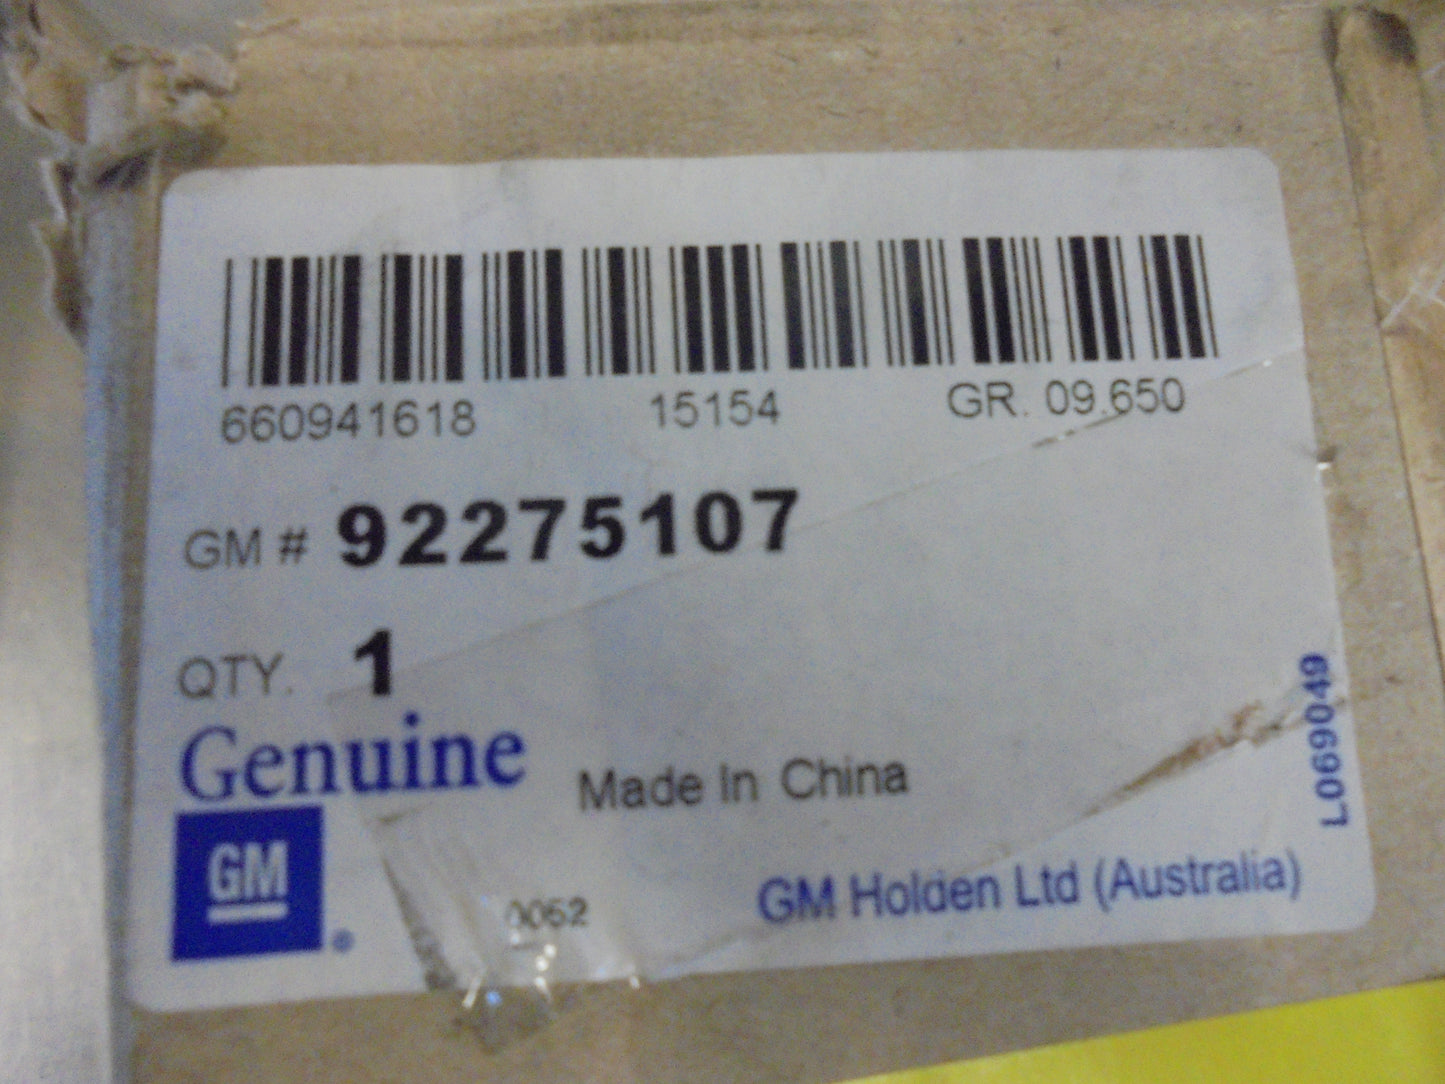 660941618 15154 GR. 09.650
GM # 92275107
QTY. 1
Genuine
Made In China
GM
0052
GM Holden Ltd (Australia)
L069049